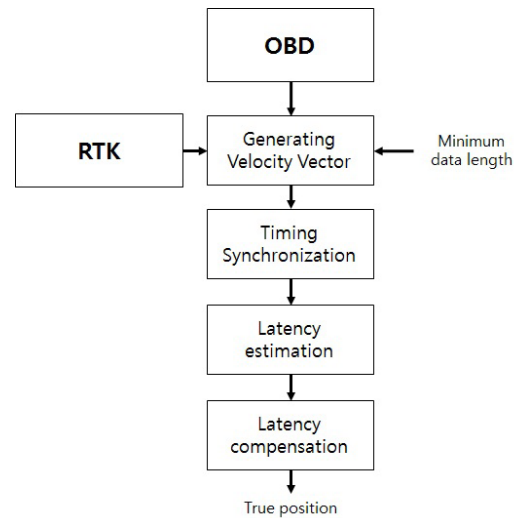 OBD
RTK
Generating
Velocity Vector
Minimum
data length
Timing
Synchronization
Latency
estimation
Latency
compensation
True position